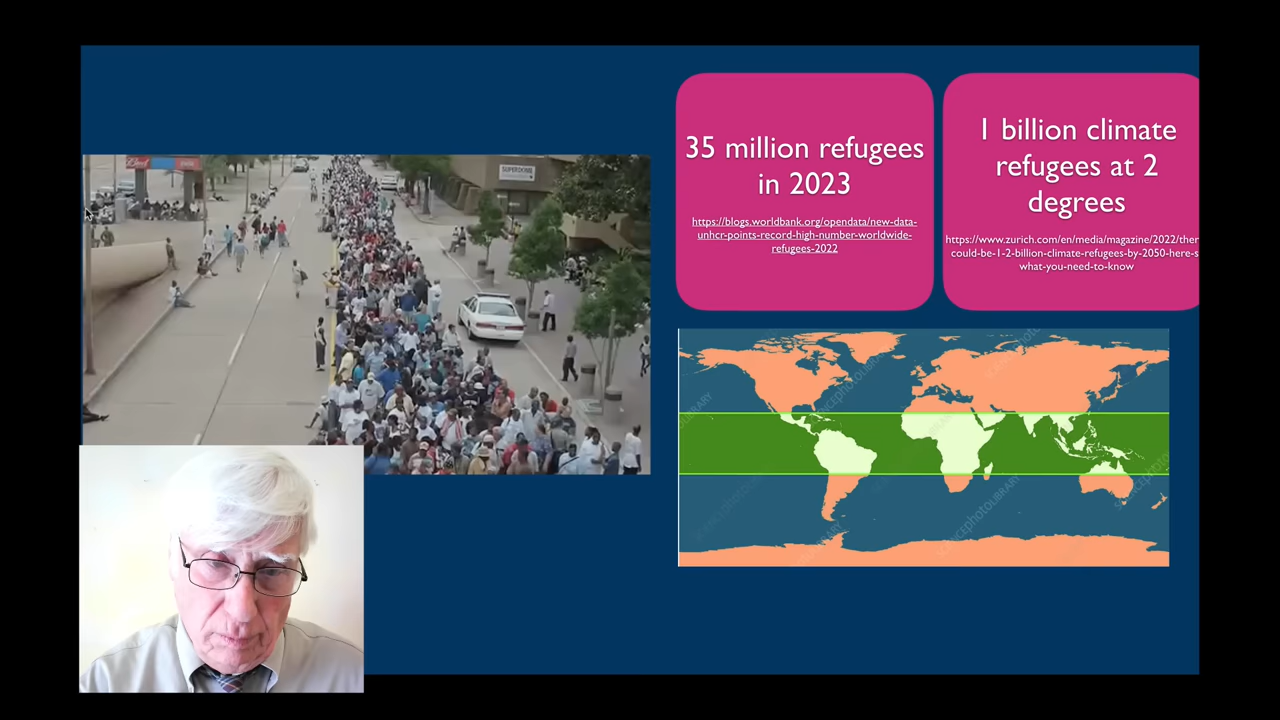 SUPERDOME
35 million refugees
in 2023
https://blogs.worldbank.org/opendata/new-data-
unhcr-points-record-high-number-worldwide-
refugees-2022
1 billion climate
refugees at 2
degrees
https://www.zurich.com/en/media/magazine/2022/ther
could-be-1-2-billion-climate-refugees-by-2050-here-s
what-you-need-to-know
SCIENCEphotoLIBRARY